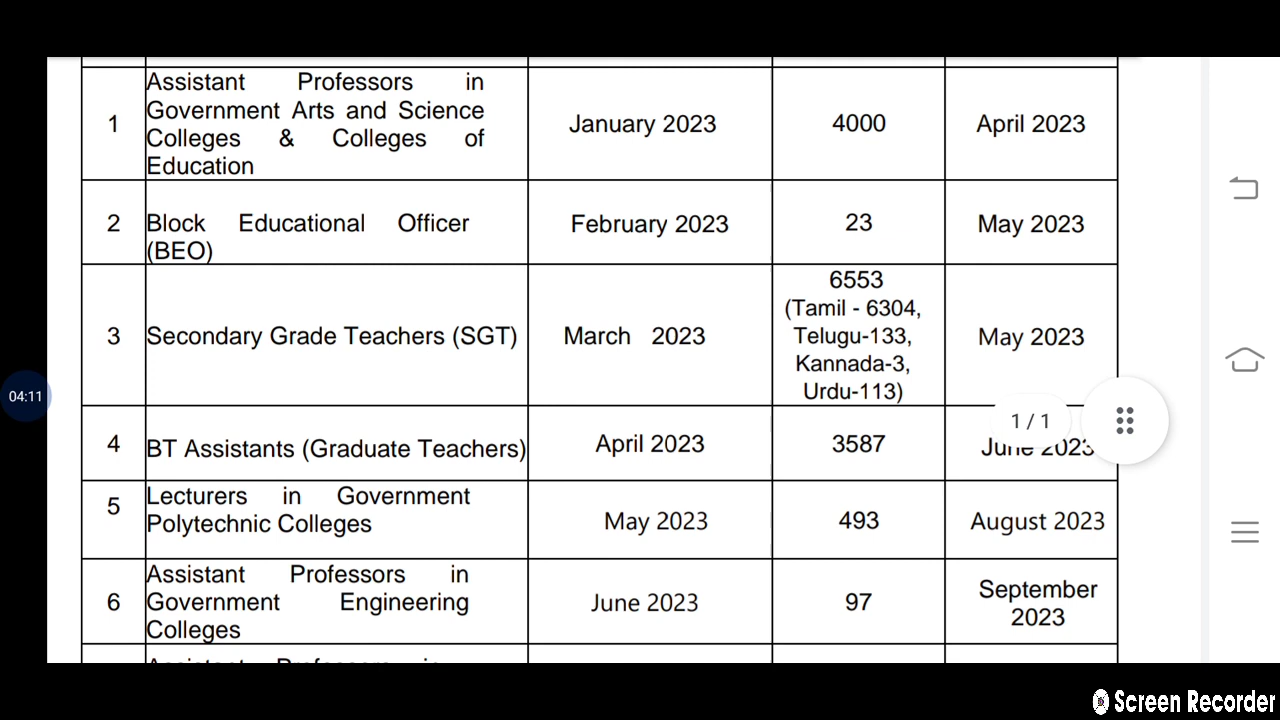 Assistant Professors in
Government Arts and Science
Colleges & Colleges of
Education
1
January 2023
4000
April 2023
2
Block Educational Officer
(BEO)
February 2023
23
May 2023
3
Secondary Grade Teachers (SGT)
March 2023
6553
(Tamil - 6304,
Telugu-133,
Kannada-3,
Urdu-113)
May 2023
04:11
1 / 1
4
BT Assistants (Graduate Teachers)
April 2023
3587
June 2023
5
Lecturers in Government
Polytechnic Colleges
May 2023
493
August 2023
6
Assistant Professors in
Government Engineering
Colleges
June 2023
97
September
2023
Assistant Professors in
Screen Recorder